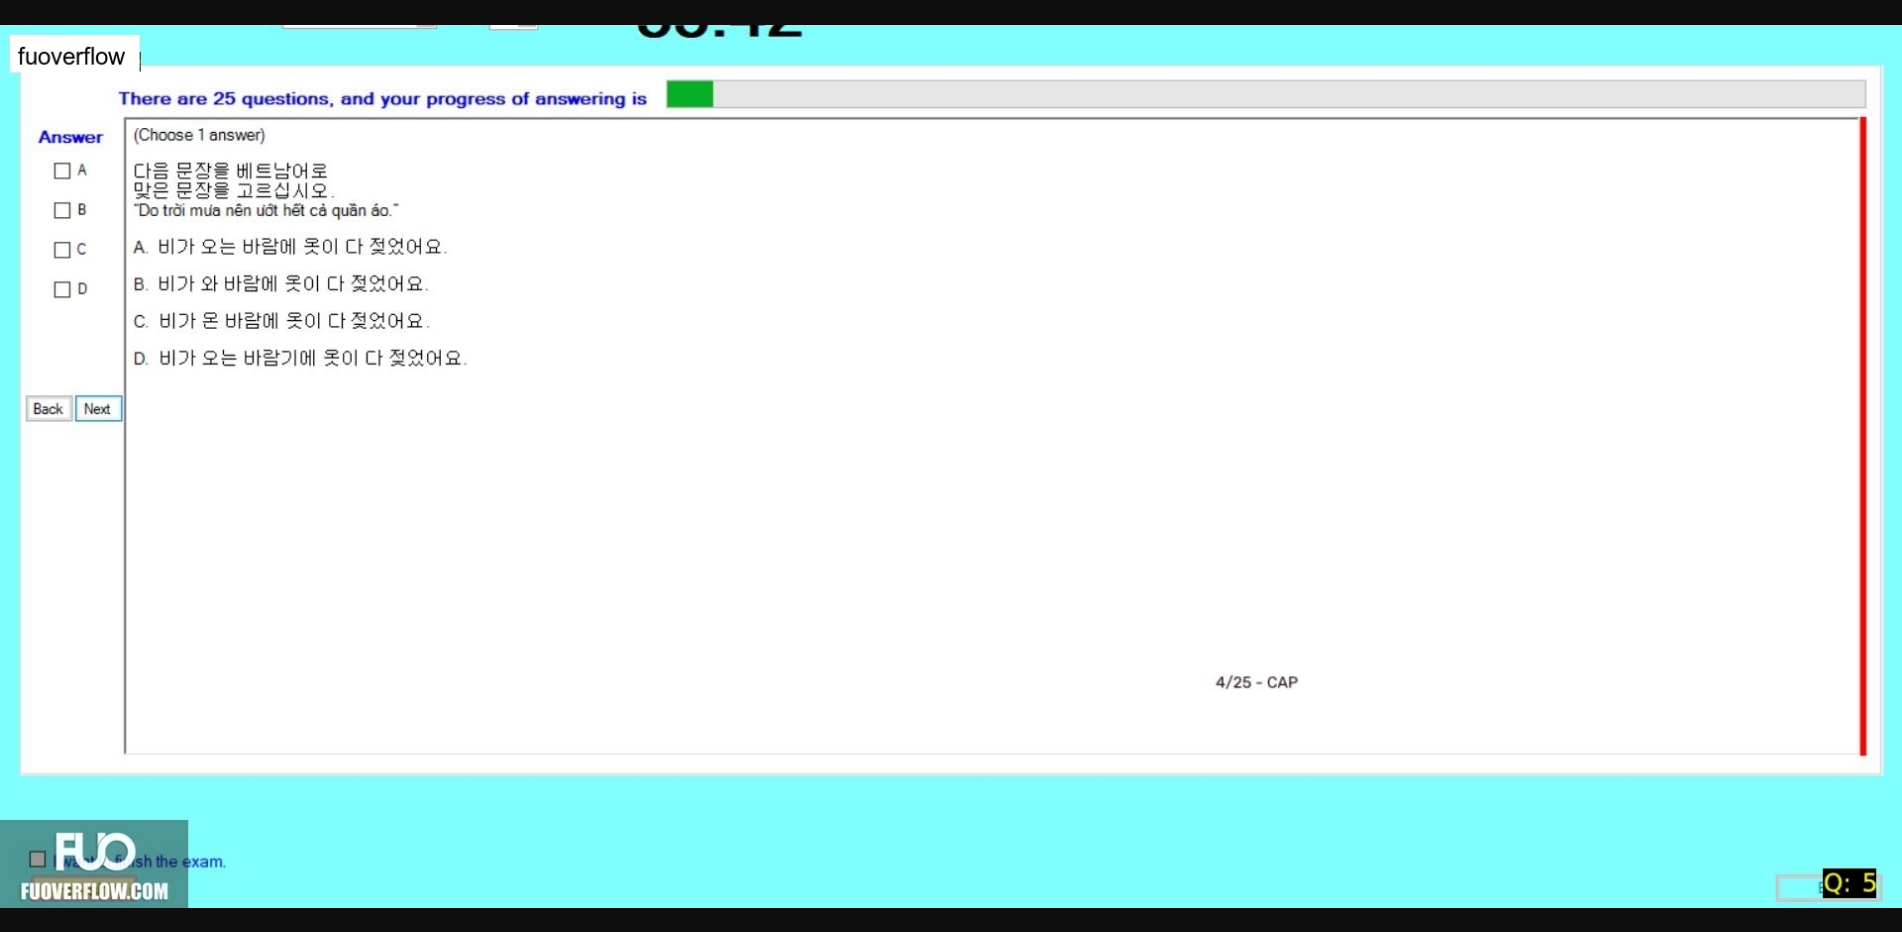 fuoverflow
There are 25 questions, and your progress of answering is
Answer
(Choose 1 answer)
A
B
C
D
다음 문장을 베트남어로
맞은 문장을 고르십시오.
"Do trời mưa nên ướt hết cả quần áo."
A. 비가 오는 바람에 옷이 다 젖었어요.
B. 비가 와 바람에 옷이 다 젖었어요.
C. 비가 온 바람에 옷이 다 젖었어요.
D. 비가 오는 바람기에 옷이 다 젖었어요.
Back Next
4/25 - CAP
FUO
the exam.
FUOVERFLOW.COM
Q: 5